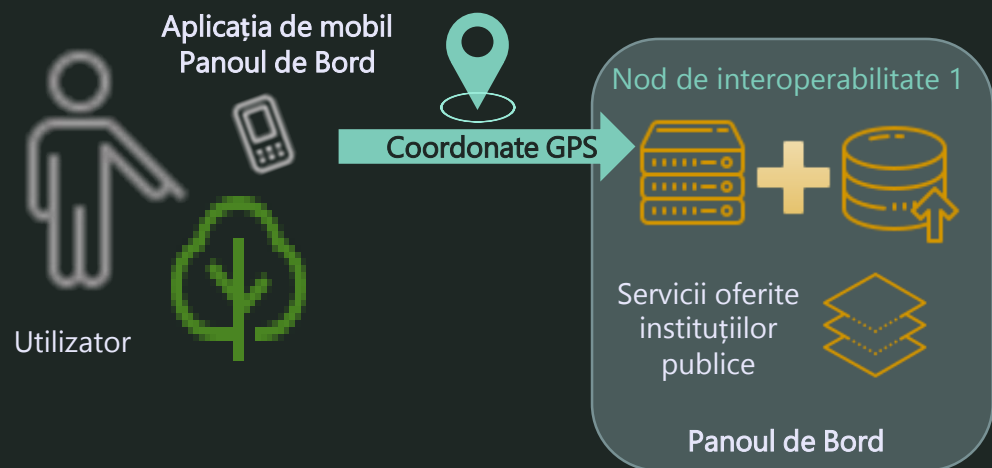 Aplicația de mobil
Panoul de Bord
Nod de interoperabilitate 1
Coordonate GPS
Utilizator
Servicii oferite
instituțiilor
publice
Panoul de Bord